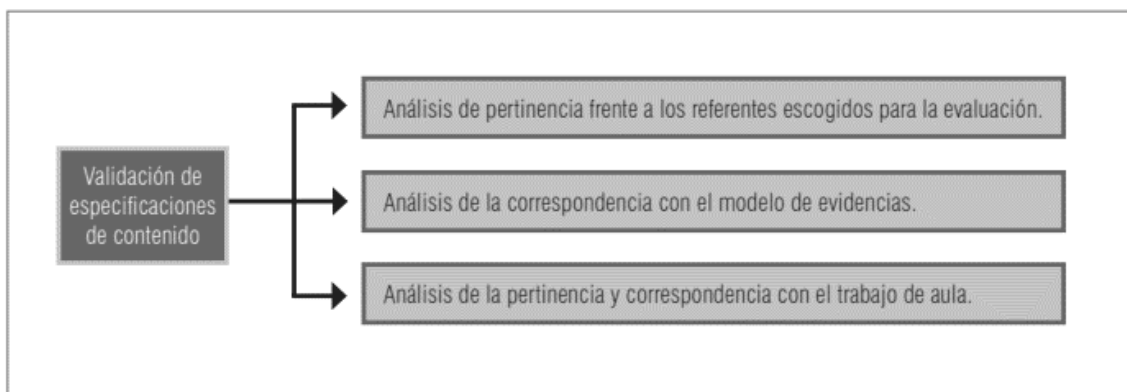 Validación de
especificaciones
de contenido
Análisis de pertinencia frente a los referentes escogidos para la evaluación.
Análisis de la correspondencia con el modelo de evidencias.
Análisis de la pertinencia y correspondencia con el trabajo de aula.